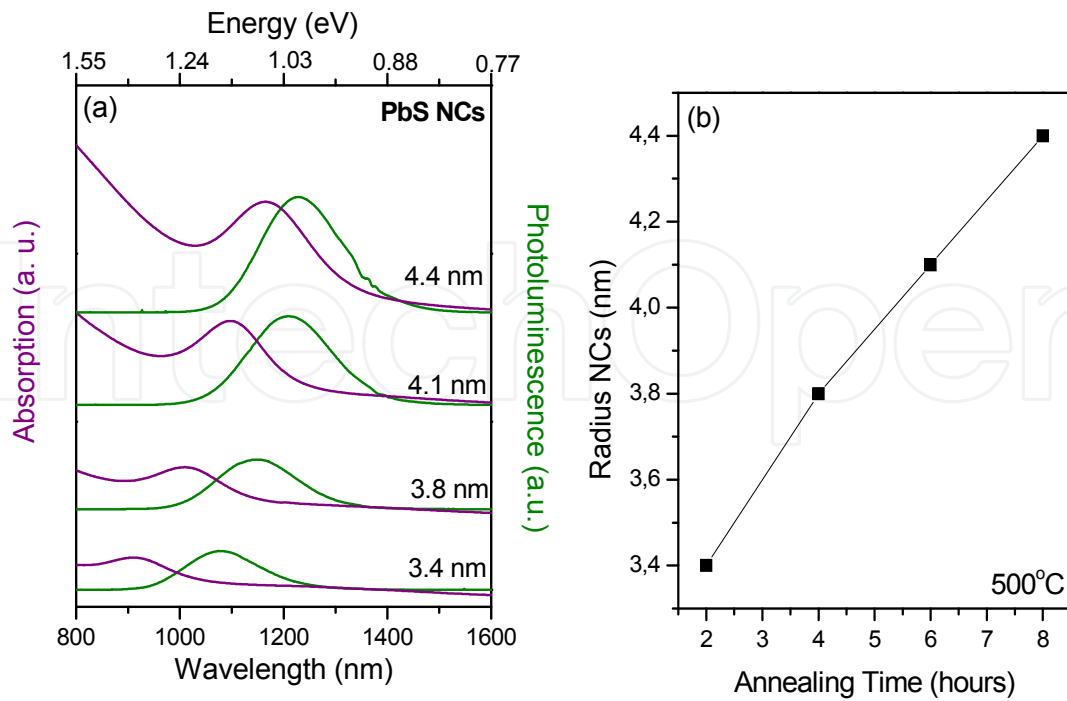 Energy (eV)
1.55 1.24 1.03 0.88 0.77
(a)
PbS NCs
4.4 nm
4.1 nm
3.8 nm
3.4 nm
Absorption (a. u.)
Photoluminescence (a.u.)
800 1000 1200 1400 1600
Wavelength (nm)
(b)
4,4
4,2
4,0
3,8
3,6
3,4
Radius NCs (nm)
500°C
2 3 4 5 6 7 8
Annealing Time (hours)
IntechOpen